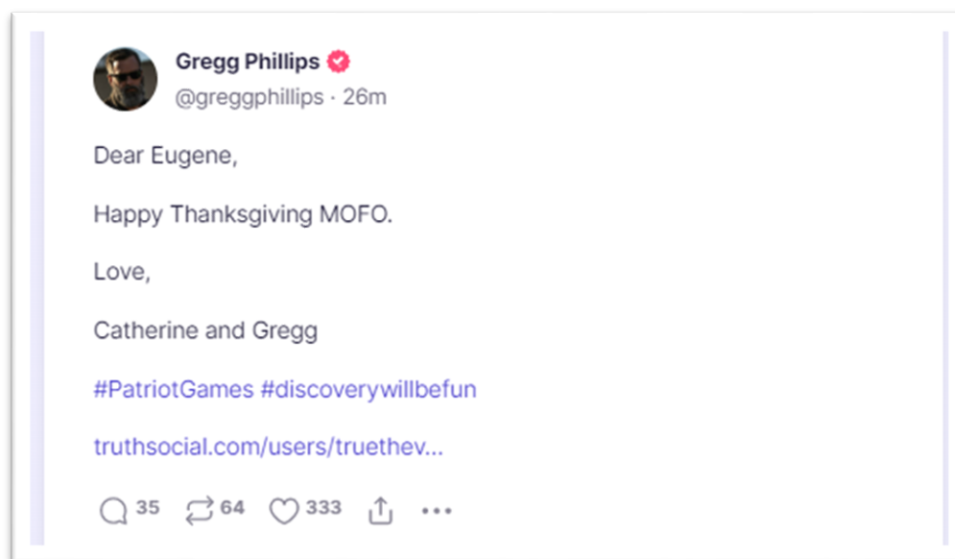 Gregg Phillips
@greggphillips · 26m
Dear Eugene,
Happy Thanksgiving MOFO.
Love,
Catherine and Gregg
#PatriotGames #discoverywillbefun
truthsocial.com/users/truethev...
35 64 333